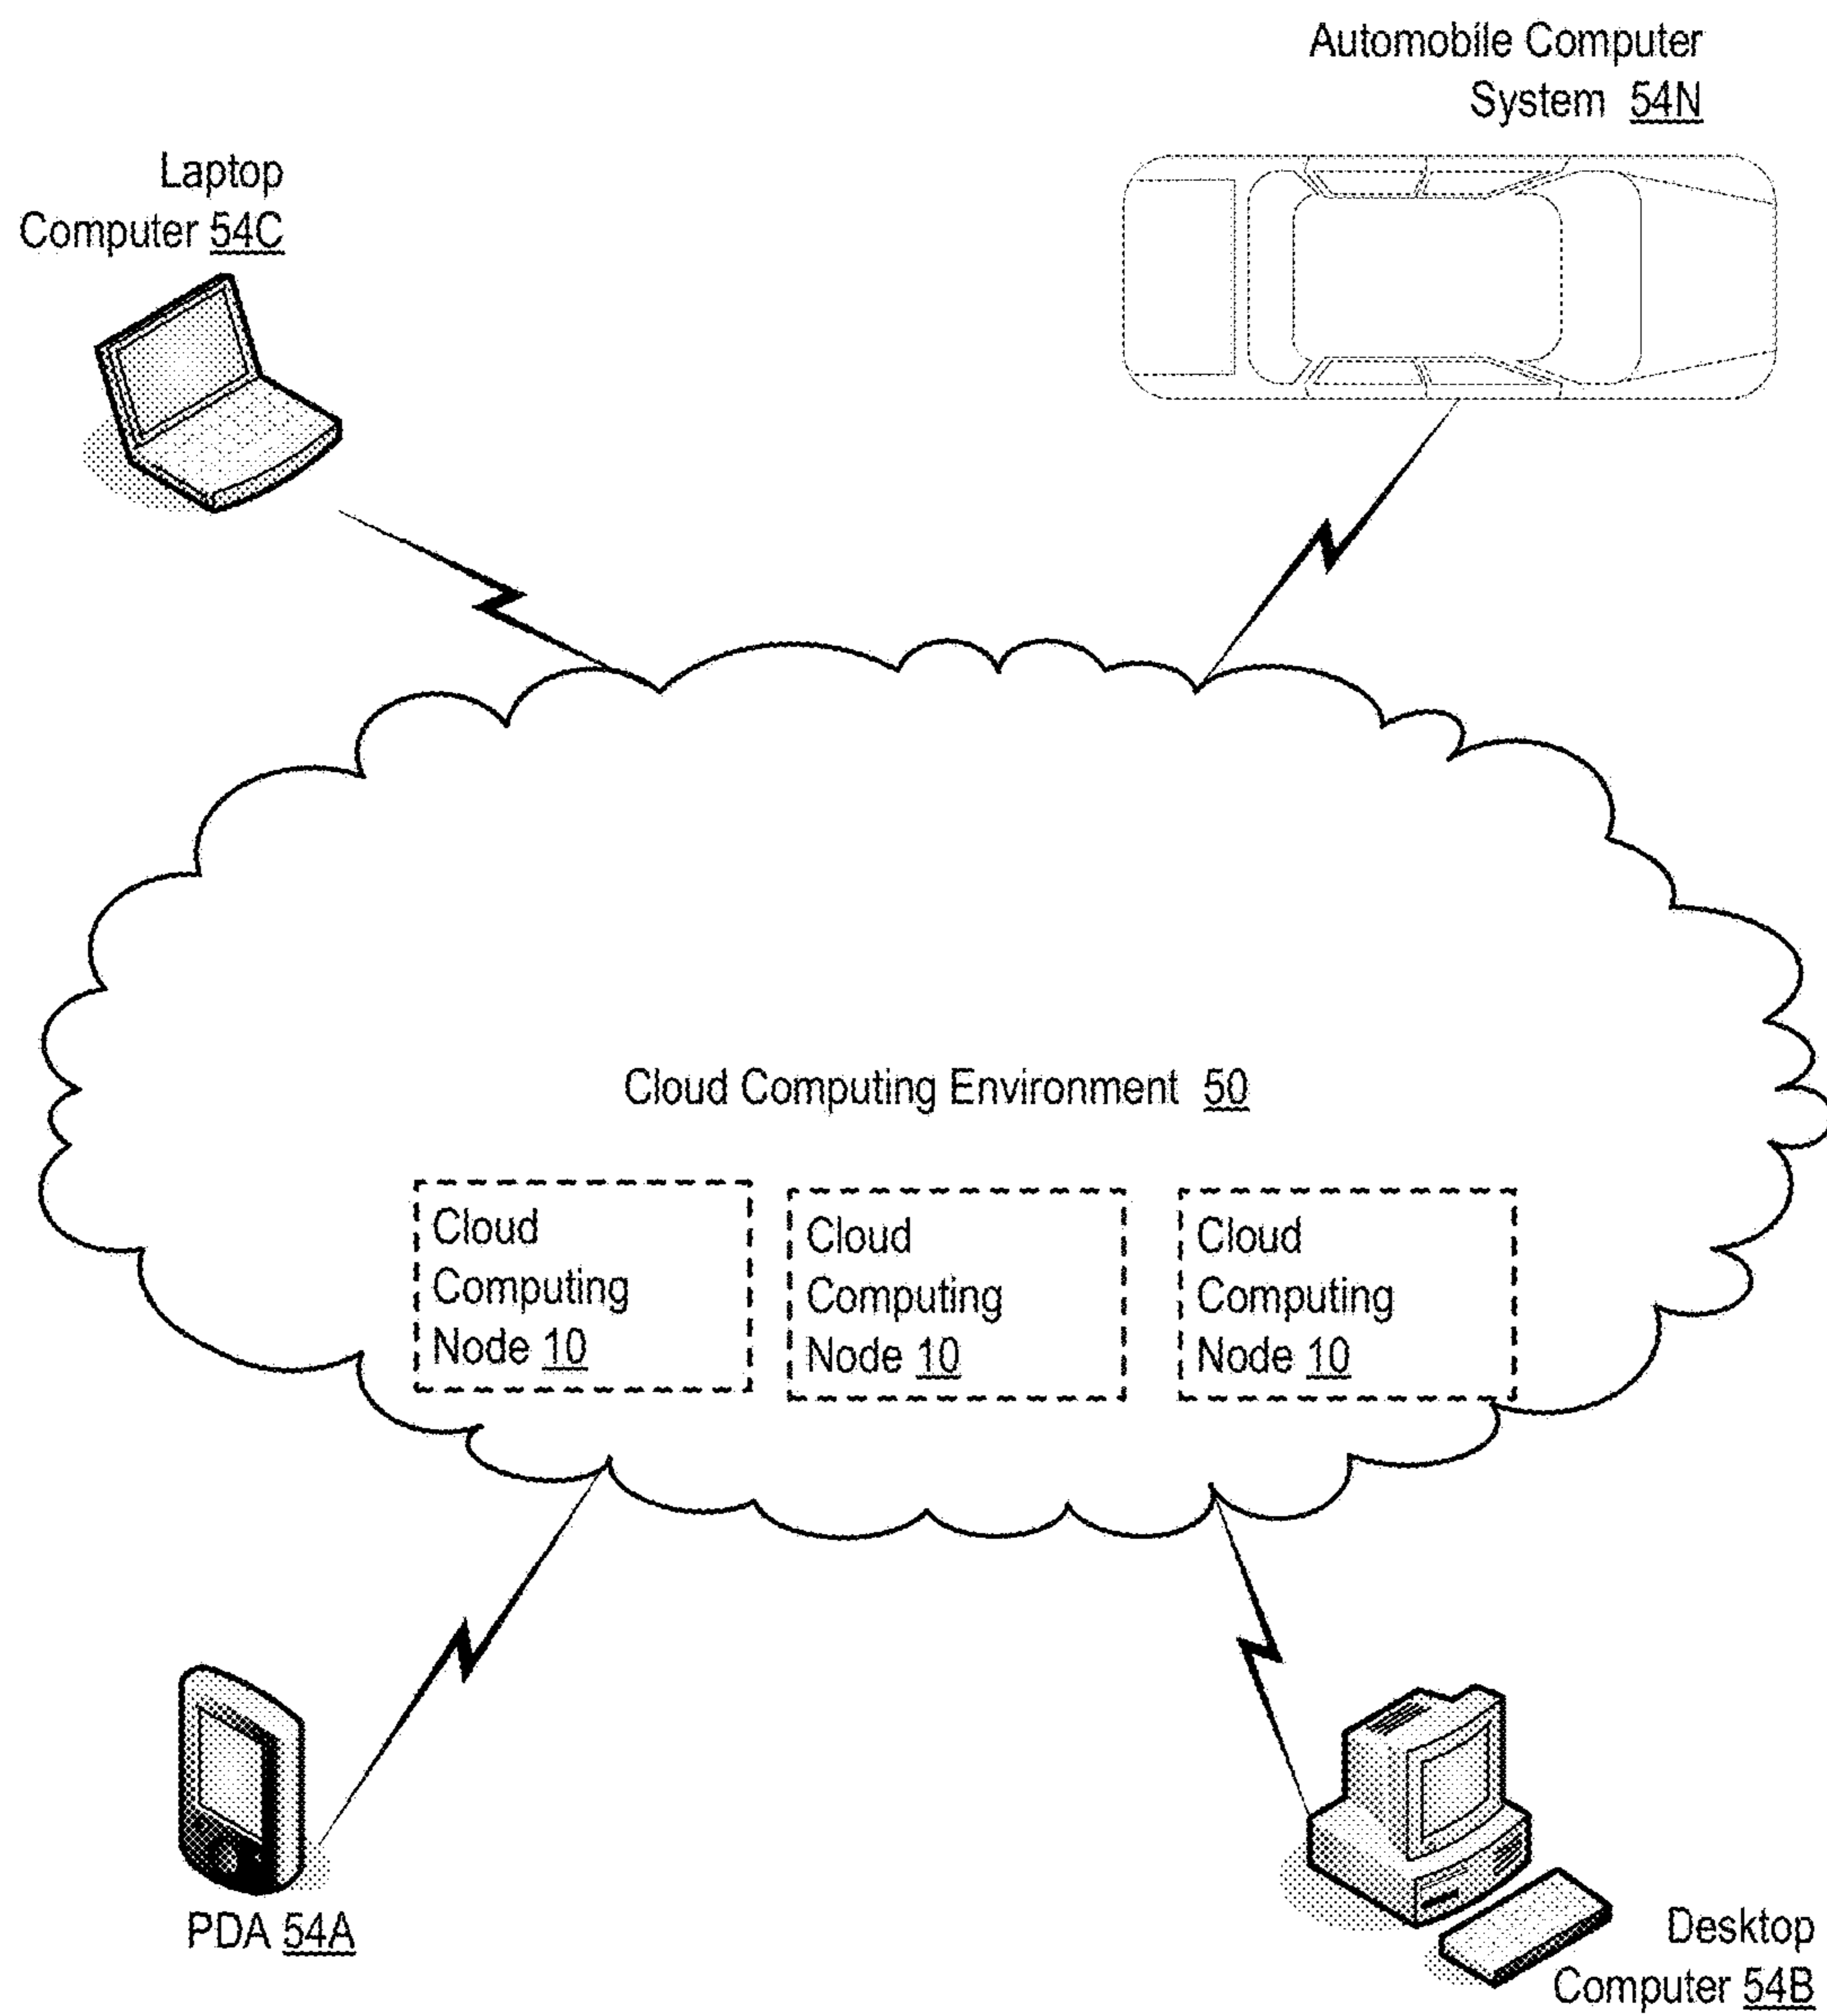 Automobile Computer
System 54N
Laptop
Computer 54C
Cloud Computing Environment 50
Cloud
Computing
Node 10
Cloud
Computing
Node 10
Cloud
Computing
Node 10
PDA 54A
Desktop
Computer 54B